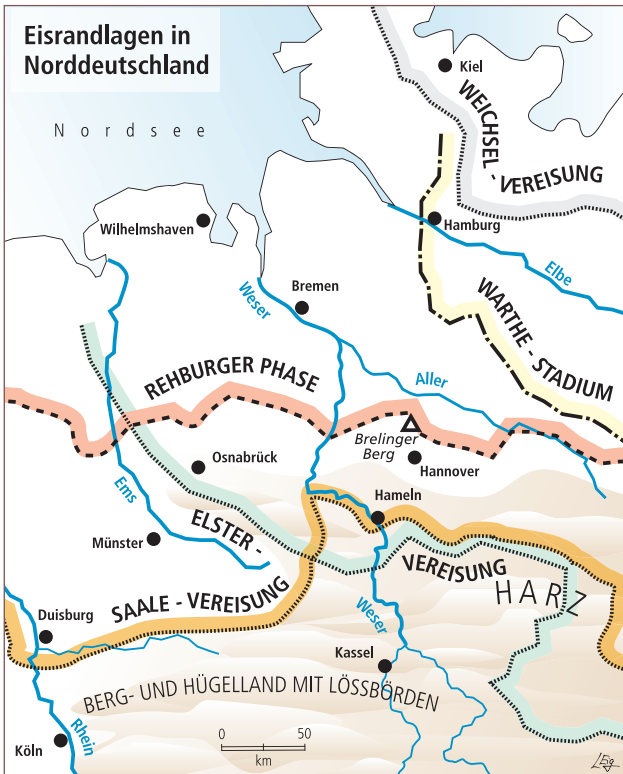 Eisrandlagen in
Norddeutschland
Kiel
Nordsee
WEICHSEL - VEREISUNG
Wilhelmshaven
Hamburg
Elbe
Bremen
Weser
WARTHE - STADIUM
REHBURGER PHASE
Aller
Brelinger
Berg
Hannover
Osnabrück
Ems
Hameln
ELSTER -
VEREISUNG
Münster
HARZ
SAALE - VEREISUNG
Duisburg
Weser
Kassel
BERG- UND HÜGELLAND MIT LÖSSBÖRDEN
Rhein
Köln
0 50
km